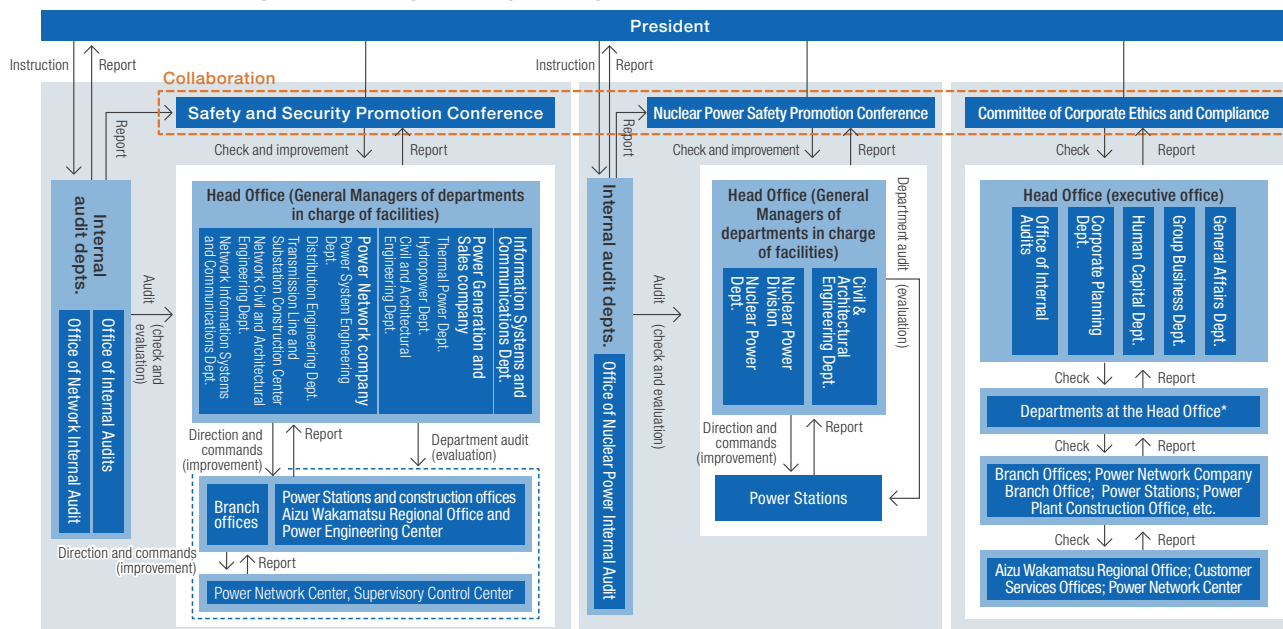 President
Instruction
Report
Collaboration
Safety and Security Promotion Conference
Report
Check and improvement
Report
Internal
audit depts.
Office of Internal Audits
Office of Network Internal Audit
Audit
(check and
evaluation)
Head Office (General Managers of departments
in charge of facilities)
Information Systems and
Communications Dept.
Power Generation and
Sales company
Thermal Power Dept.
Hydropower Dept.
Civil and Architectural
Engineering Dept.
Power Network company
Power System Engineering
Dept.
Distribution Engineering Dept.
Transmission Line and
Substation Construction Center
Network Civil and Architectural
Engineering Dept.
Network Information Systems
and Communications Dept.
Direction and
commands
(improvement)
Report
Department audit
(evaluation)
Branch
offices
Power Stations and construction offices
Aizu Wakamatsu Regional Office and
Power Engineering Center
Direction and commands
(improvement)
Report
Power Network Center, Supervisory Control Center
Instruction
Report
Nuclear Power Safety Promotion Conference
Report
Check and improvement
Report
Internal audit depts.
Office of Nuclear Power Internal Audit
Audit
(check and evaluation)
Head Office (General
Managers of
departments in charge
of facilities)
Civil &
Architectural
Engineering Dept.
Nuclear Power
Division
Nuclear Power
Dept.
Department audit
(evaluation)
Direction and
commands
(improvement)
Report
Power Stations
Committee of Corporate Ethics and Compliance
Check
Report
Head Office (executive office)
Office of Internal
Audits
Corporate Planning
Dept.
Human Capital Dept.
Group Business Dept.
General Affairs Dept.
Check
Report
Departments at the Head Office*
Check
Report
Branch Offices; Power Network Company
Branch Office; Power Stations; Power
Plant Construction Office, etc.
Check
Report
Aizu Wakamatsu Regional Office; Customer
Services Offices; Power Network Center